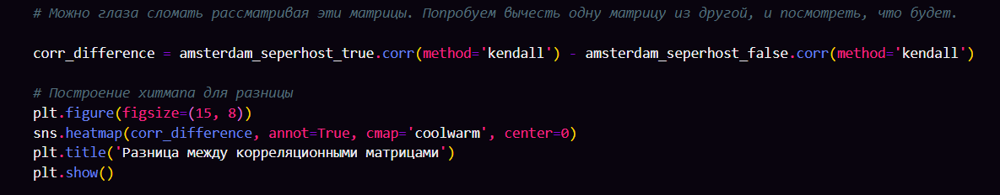 # Можно глаза сломать рассматривая эти матрицы. Попробуем вычесть одну матрицу из другой, и посмотреть, что будет.
corr_difference = amsterdam_seperhost_true.corr(method='kendall') - amsterdam_seperhost_false.corr(method='kendall')
# Построение хитмапа для разницы
plt.figure(figsize=(15, 8))
sns.heatmap(corr_difference, annot=True, cmap='coolwarm', center=0)
plt.title('Разница между корреляционными матрицами')
plt.show()